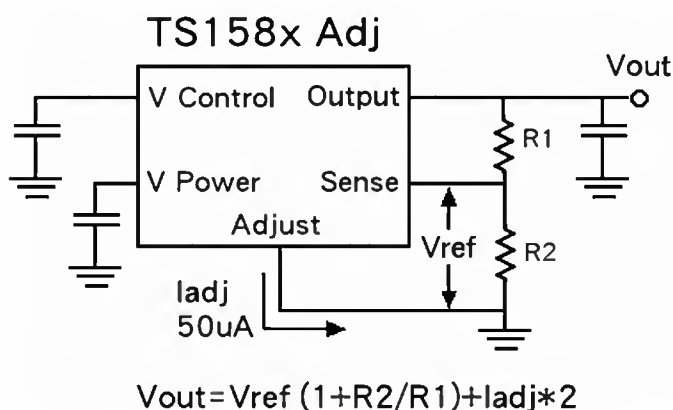 TS158x Adj
Vout
V Control
Output
R1
V Power
Sense
Adjust
Vref
R2
Iadj
50uA
Vout=Vref (1+R2/R1)+Iadj*2